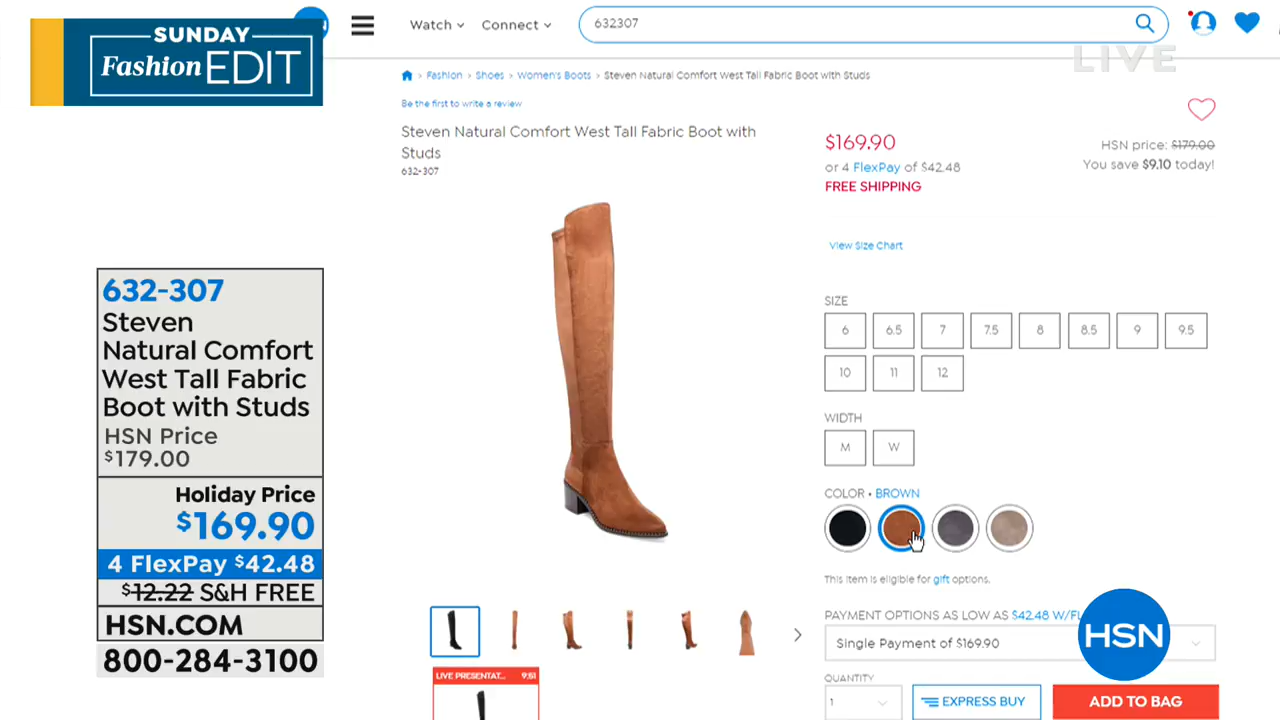 SUNDAY
Fashion EDIT
Watch
Connect
632307
LIVE
Fashion > Shoes > Women's Boots > Steven Natural Comfort West Tall Fabric Boot with Studs
Be the first to write a review
Steven Natural Comfort West Tall Fabric Boot with
Studs
632-307
$169.90
HSN price: $179.00
or 4 FlexPay of $42.48
You save $9.10 today!
FREE SHIPPING
View Size Chart
SIZE
6 6.5 7 7.5 8 8.5 9 9.5
10 11 12
WIDTH
M W
COLOR • BROWN
This item is eligible for gift options.
PAYMENT OPTIONS AS LOW AS $42.48 W/FL
Single Payment of $169.90
QUANTITY
1
EXPRESS BUY
ADD TO BAG
HSN
LIVE PRESENTAT... 9:51
632-307
Steven
Natural Comfort
West Tall Fabric
Boot with Studs
HSN Price
$179.00
Holiday Price
$169.90
4 FlexPay $42.48
$12.22 S&H FREE
HSN.COM
800-284-3100